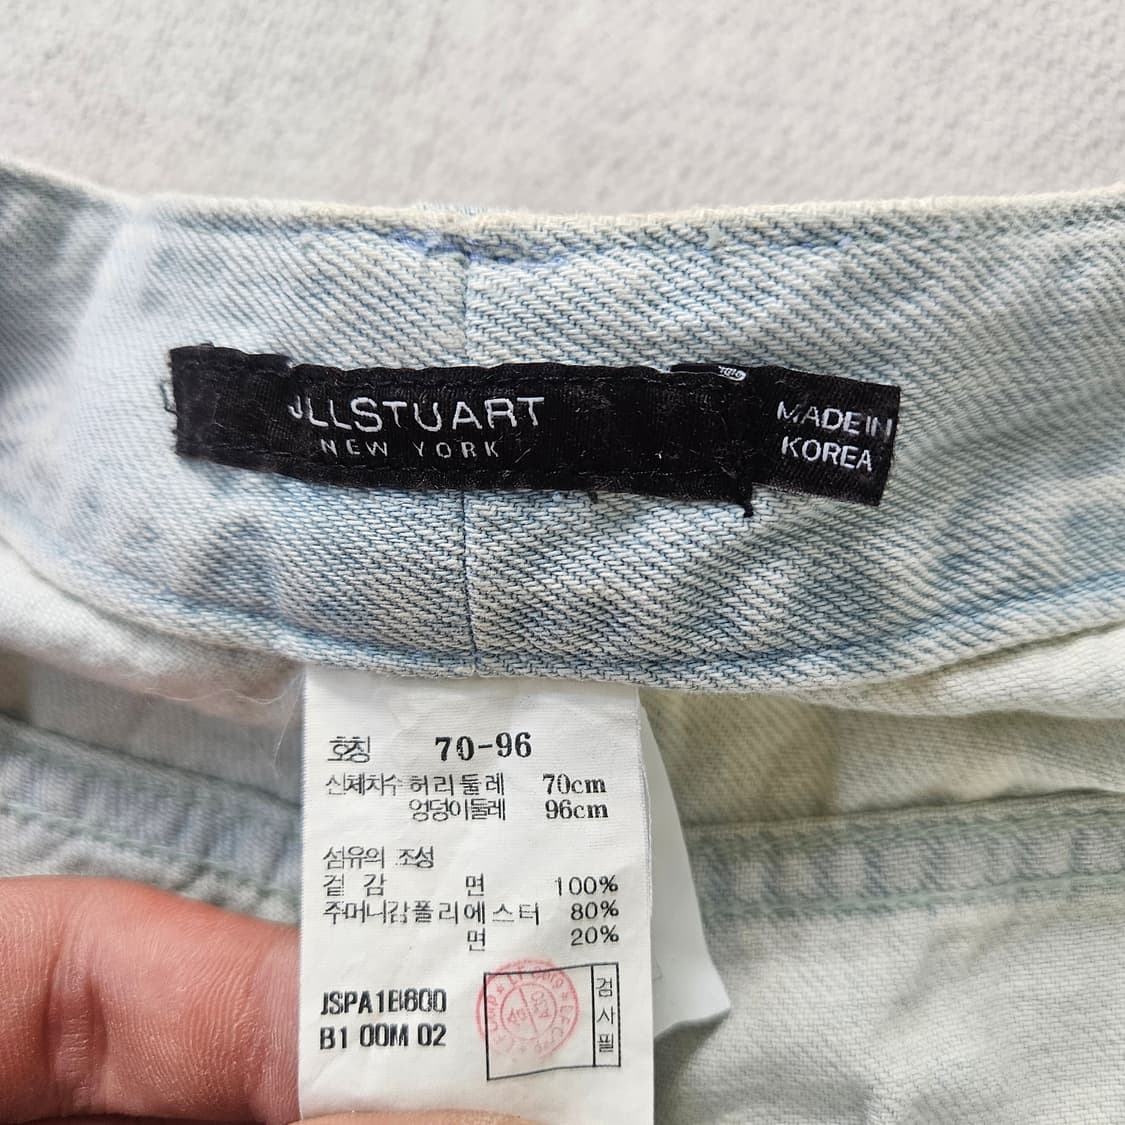 JILLSTUART
NEW YORK
MADE IN
KOREA
호칭 70-96
신체치수 허리둘레 70cm
엉덩이둘레 96cm
섬유의 조성
겉감 면 100%
주머니감 폴리에스터 80%
면 20%
JSPA1B600
B1 00M 02
검사필